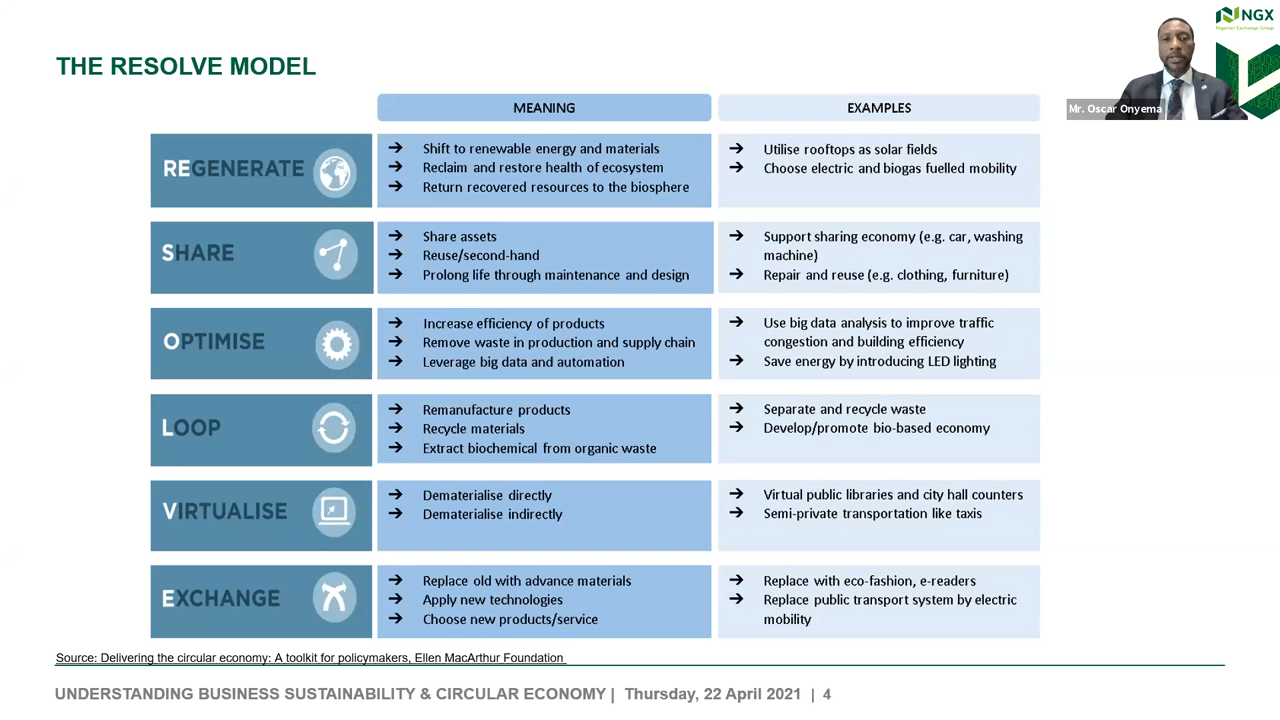 NGX
Nigerian Exchange Group
THE RESOLVE MODEL
Mr. Oscar Onyema
MEANING
EXAMPLES
REGENERATE
➔ Shift to renewable energy and materials
➔ Reclaim and restore health of ecosystem
➔ Return recovered resources to the biosphere
➔ Utilise rooftops as solar fields
➔ Choose electric and biogas fuelled mobility
SHARE
➔ Share assets
➔ Reuse/second-hand
➔ Prolong life through maintenance and design
➔ Support sharing economy (e.g. car, washing
machine)
➔ Repair and reuse (e.g. clothing, furniture)
OPTIMISE
➔ Increase efficiency of products
➔ Remove waste in production and supply chain
➔ Leverage big data and automation
➔ Use big data analysis to improve traffic
congestion and building efficiency
➔ Save energy by introducing LED lighting
LOOP
➔ Remanufacture products
➔ Recycle materials
➔ Extract biochemical from organic waste
➔ Separate and recycle waste
➔ Develop/promote bio-based economy
VIRTUALISE
➔ Dematerialise directly
➔ Dematerialise indirectly
➔ Virtual public libraries and city hall counters
➔ Semi-private transportation like taxis
EXCHANGE
➔ Replace old with advance materials
➔ Apply new technologies
➔ Choose new products/service
➔ Replace with eco-fashion, e-readers
➔ Replace public transport system by electric
mobility
Source: Delivering the circular economy: A toolkit for policymakers, Ellen MacArthur Foundation
UNDERSTANDING BUSINESS SUSTAINABILITY & CIRCULAR ECONOMY | Thursday, 22 April 2021 | 4